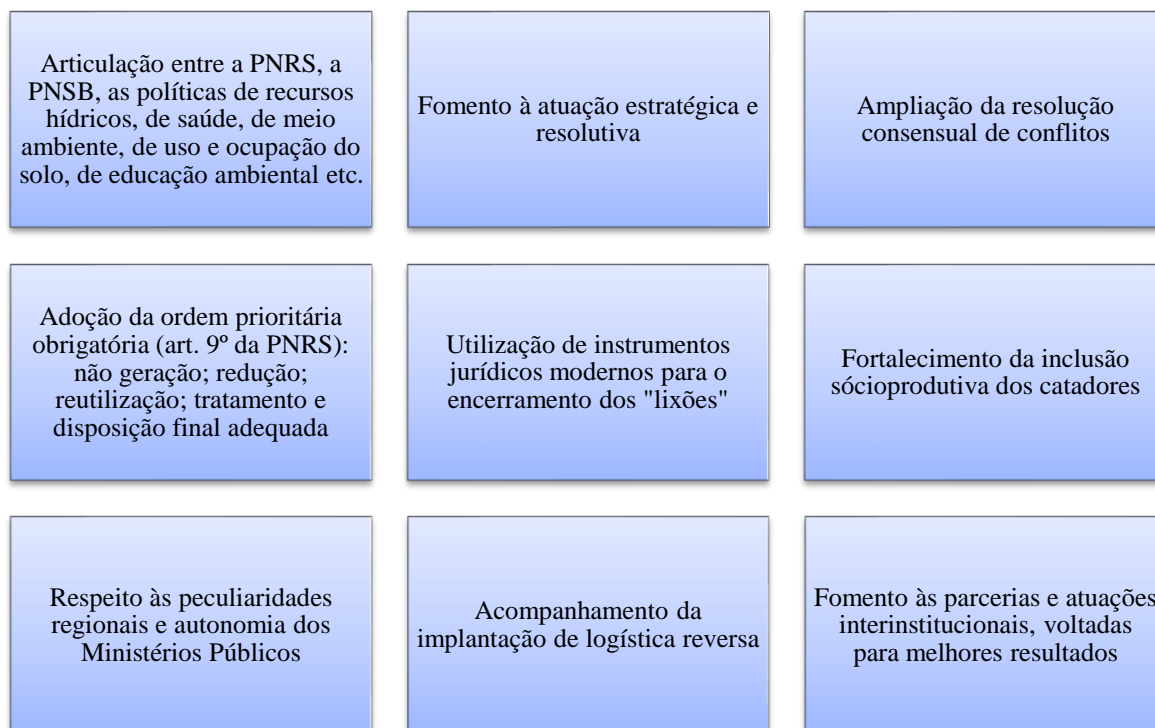 Articulação entre a PNRS, a
PNSB, as políticas de recursos
hídricos, de saúde, de meio
ambiente, de uso e ocupação do
solo, de educação ambiental etc.
Fomento à atuação estratégica e
resolutiva
Ampliação da resolução
consensual de conflitos
Adoção da ordem prioritária
obrigatória (art. 9º da PNRS):
não geração; redução;
reutilização; tratamento e
disposição final adequada
Utilização de instrumentos
jurídicos modernos para o
encerramento dos "lixões"
Fortalecimento da inclusão
sócioprodutiva dos catadores
Respeito às peculiaridades
regionais e autonomia dos
Ministérios Públicos
Acompanhamento da
implantação de logística reversa
Fomento às parcerias e atuações
interinstitucionais, voltadas
para melhores resultados